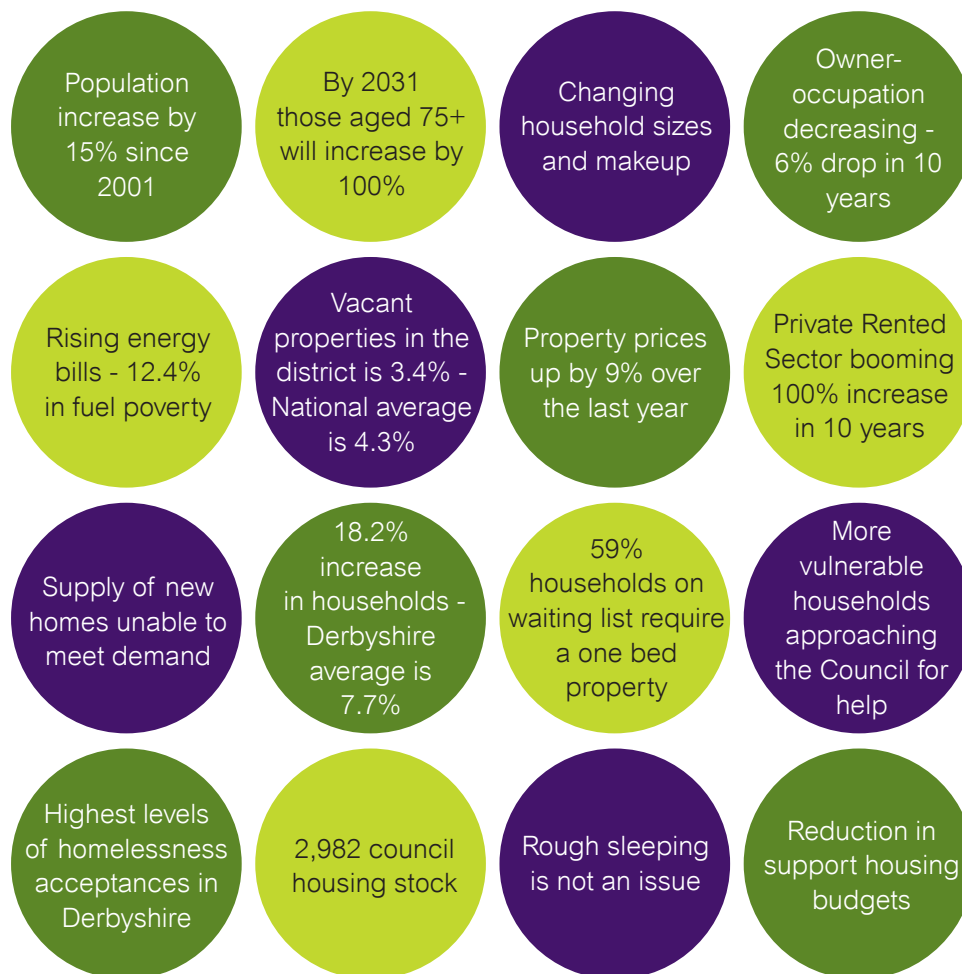 Population
increase by
15% since
2001
By 2031
those aged 75+
will increase by
100%
Changing
household sizes
and makeup
Owner-
occupation
decreasing -
6% drop in 10
years
Rising energy
bills - 12.4%
in fuel poverty
Vacant
properties in the
district is 3.4% -
National average
is 4.3%
Property prices
up by 9% over
the last year
Private Rented
Sector booming
100% increase
in 10 years
Supply of new
homes unable to
meet demand
18.2%
increase
in households -
Derbyshire
average is
7.7%
59%
households on
waiting list require
a one bed
property
More
vulnerable
households
approaching
the Council for
help
Highest levels
of homelessness
acceptances in
Derbyshire
2,982 council
housing stock
Rough sleeping
is not an issue
Reduction in
support housing
budgets